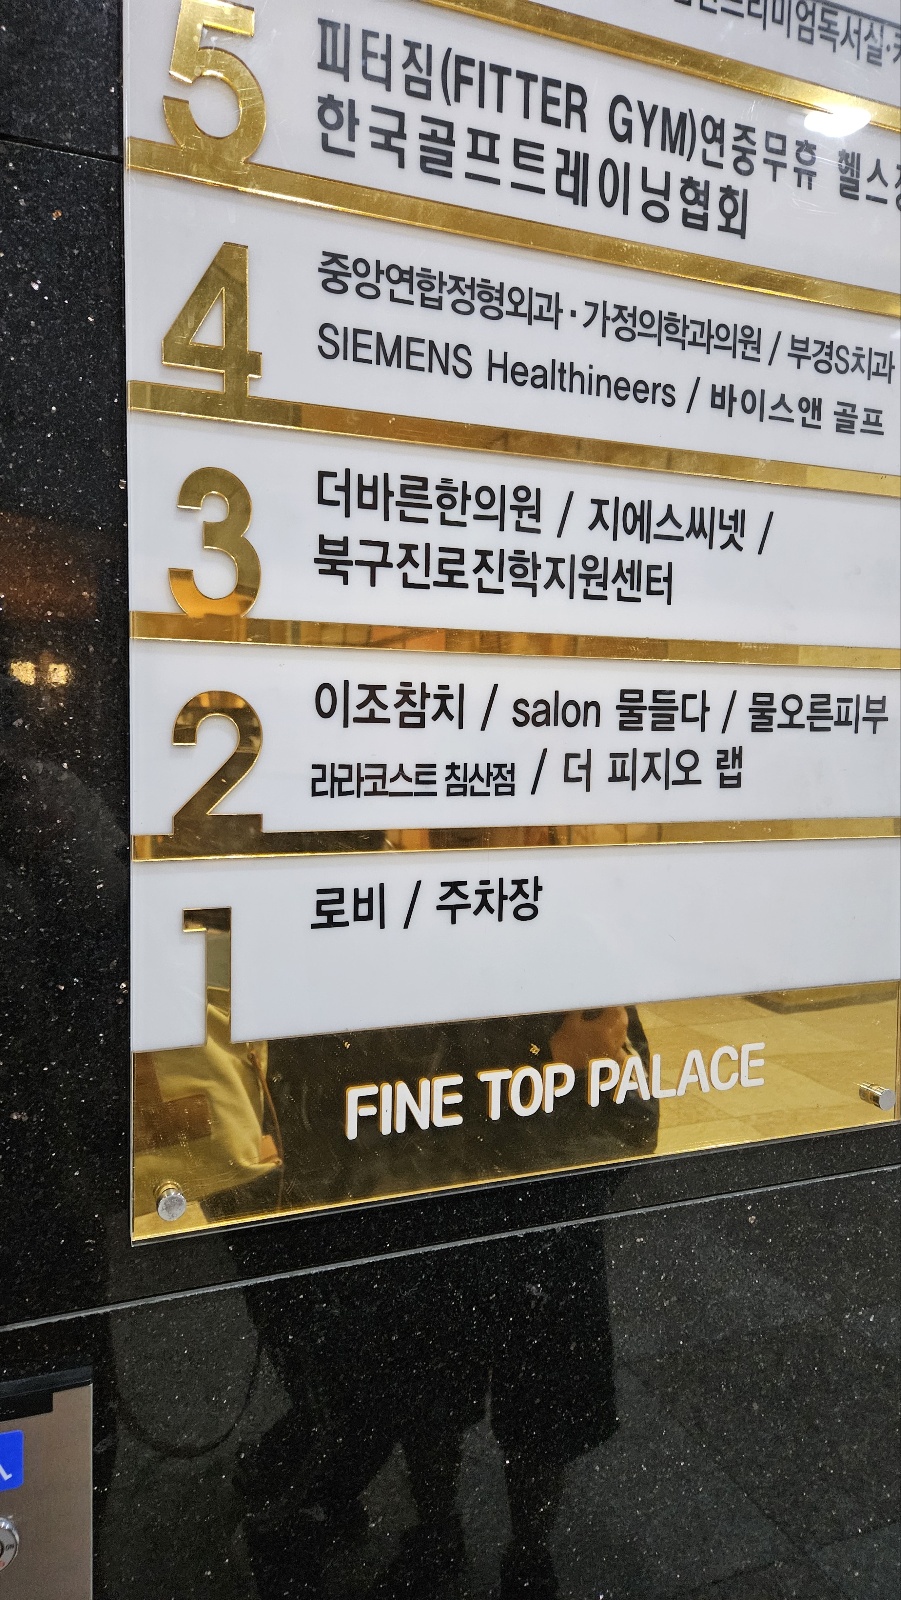 5
피터짐(FITTER GYM)연중무휴 헬스
한국골프트레이닝협회
4
중앙연합정형외과·가정의학과의원 / 부경S치과
SIEMENS Healthineers / 바이스앤 골프
3
더바른한의원 / 지에스씨넷 /
북구진로진학지원센터
2
이조참치 / salon 물들다 / 물오른피부
라라코스트 침산점 / 더 피지오 랩
1
로비 / 주차장
FINE TOP PALACE